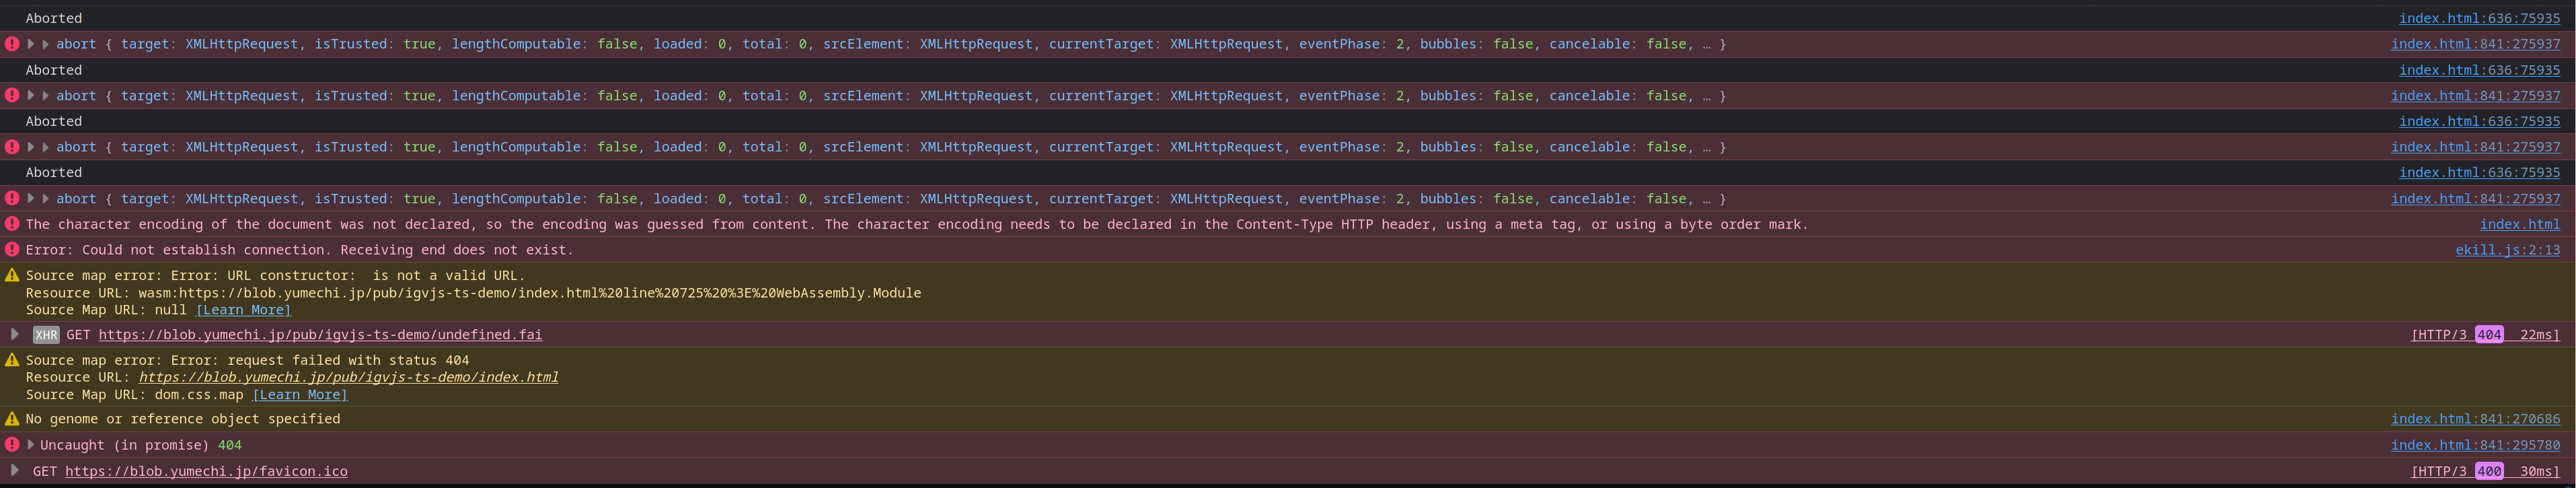 Aborted index.html:636:75935
abort { target: XMLHttpRequest, isTrusted: true, lengthComputable: false, loaded: 0, total: 0, srcElement: XMLHttpRequest, currentTarget: XMLHttpRequest, eventPhase: 2, bubbles: false, cancelable: false, … } index.html:841:275937
Aborted index.html:636:75935
abort { target: XMLHttpRequest, isTrusted: true, lengthComputable: false, loaded: 0, total: 0, srcElement: XMLHttpRequest, currentTarget: XMLHttpRequest, eventPhase: 2, bubbles: false, cancelable: false, … } index.html:841:275937
Aborted index.html:636:75935
abort { target: XMLHttpRequest, isTrusted: true, lengthComputable: false, loaded: 0, total: 0, srcElement: XMLHttpRequest, currentTarget: XMLHttpRequest, eventPhase: 2, bubbles: false, cancelable: false, … } index.html:841:275937
Aborted index.html:636:75935
abort { target: XMLHttpRequest, isTrusted: true, lengthComputable: false, loaded: 0, total: 0, srcElement: XMLHttpRequest, currentTarget: XMLHttpRequest, eventPhase: 2, bubbles: false, cancelable: false, … } index.html:841:275937
The character encoding of the document was not declared, so the encoding was guessed from content. The character encoding needs to be declared in the Content-Type HTTP header, using a meta tag, or using a byte order mark. index.html
Error: Could not establish connection. Receiving end does not exist. ekill.js:2:13
Source map error: Error: URL constructor:  is not a valid URL.
Resource URL: wasm:https://blob.yumechi.jp/pub/igvjs-ts-demo/index.html%20line%20725%20%3E%20WebAssembly.Module
Source Map URL: null [Learn More]
XHR GET https://blob.yumechi.jp/pub/igvjs-ts-demo/undefined.fai [HTTP/3 404 22ms]
Source map error: Error: request failed with status 404
Resource URL: https://blob.yumechi.jp/pub/igvjs-ts-demo/index.html
Source Map URL: dom.css.map [Learn More]
No genome or reference object specified index.html:841:270686
Uncaught (in promise) 404 index.html:841:295780
GET https://blob.yumechi.jp/favicon.ico [HTTP/3 400 30ms]